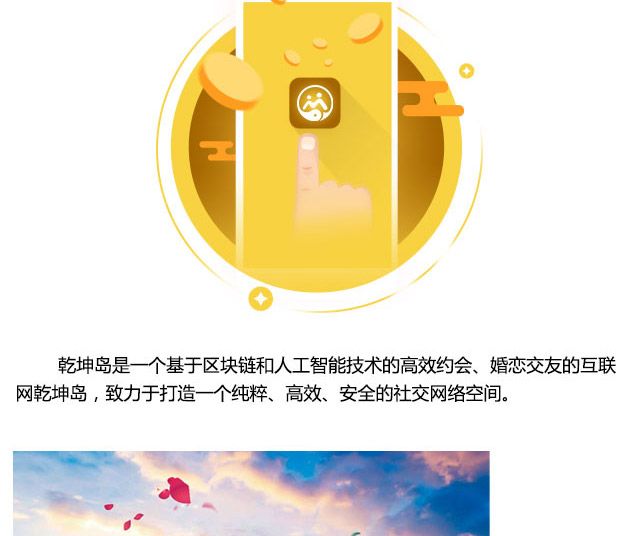 乾坤岛是一个基于区块链和人工智能技术的高效约会、婚恋交友的互联
网乾坤岛，致力于打造一个纯粹、高效、安全的社交网络空间。